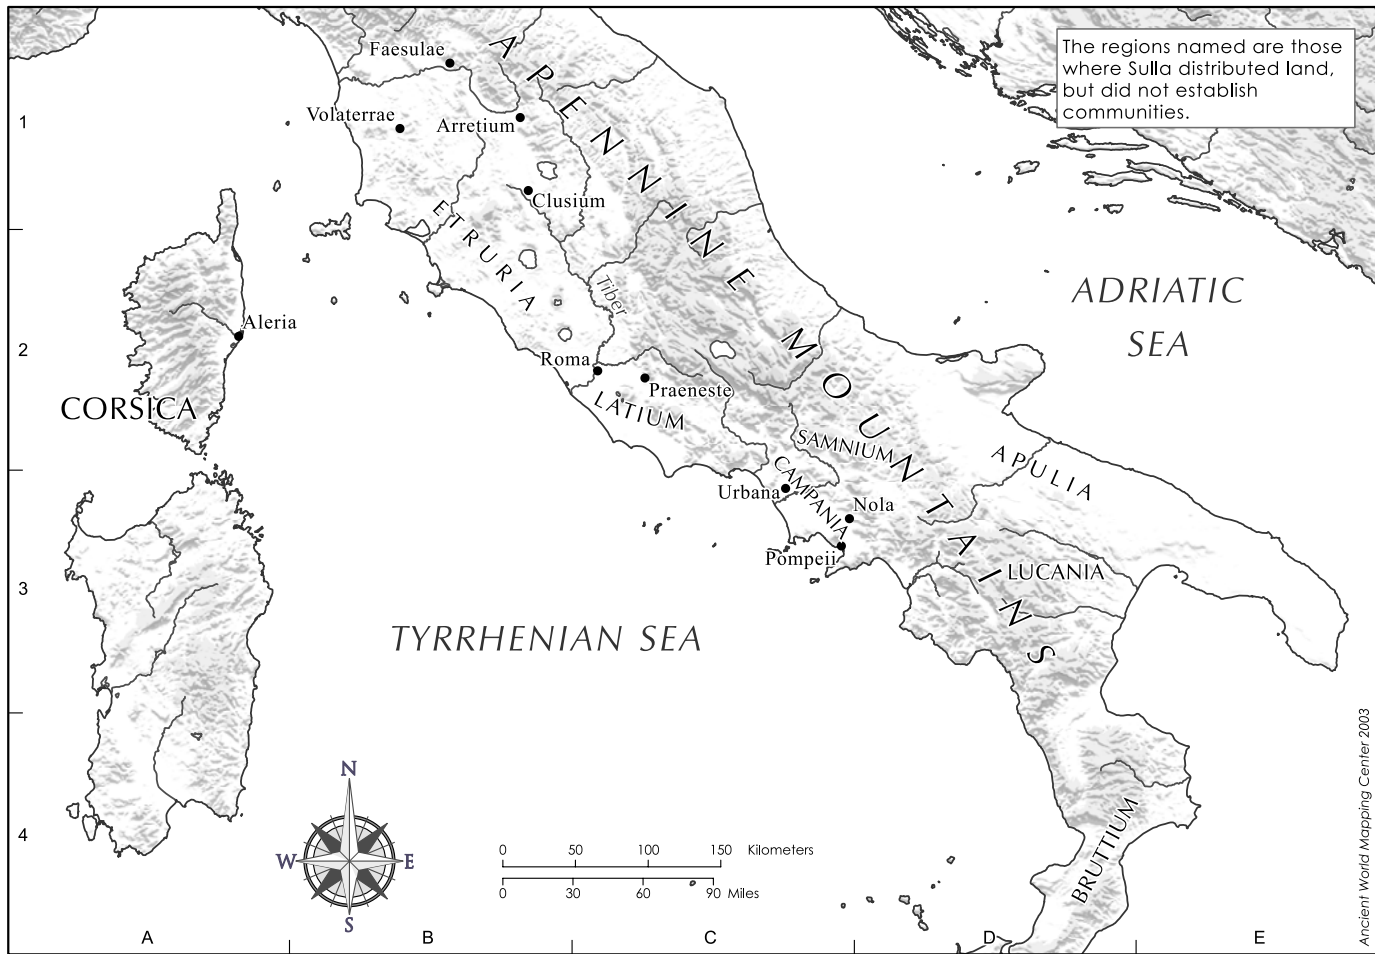 The regions named are those
where Sulla distributed land,
but did not establish
communities.
Faesulae
APENNINE MOUNTAINS
Volaterrae
Arretium
1
Clusium
ETRURIA
Tiber
ADRIATIC
SEA
Aleria
2
Roma
Praeneste
CORSICA
LATIUM
SAMNIUM
APULIA
CAMPANIA
Urbana
Nola
Pompeii
LUCANIA
3
TYRRHENIAN SEA
N
W
E
S
0 50 100 150 Kilometers
0 30 60 90 Miles
4
BRUTTIUM
A
B
C
D
E
Ancient World Mapping Center 2003